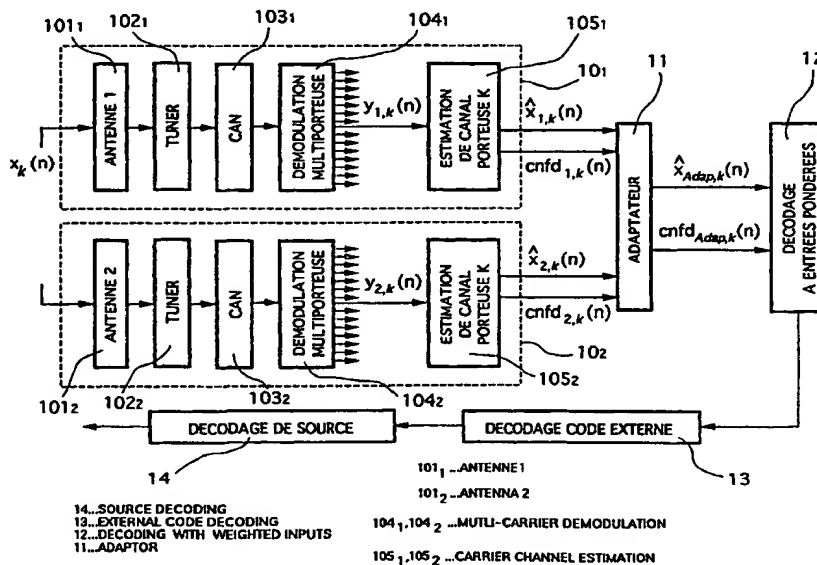 101₁
102₁
103₁
104₁
105₁
10₁
11
12
xₖ(n)
ANTENNE 1
TUNER
CAN
DEMODULATION
MULTIPORTEUSE
y₁,ₖ(n)
ESTIMATION
DE CANAL
PORTEUSE K
x̂₁,ₖ(n)
cnfd₁,ₖ(n)
ADAPTATEUR
x̂_Adap,k(n)
cnfd_Adap,k(n)
DECODAGE
A ENTREES PONDEREES
ANTENNE 2
TUNER
CAN
DEMODULATION
MULTIPORTEUSE
y₂,ₖ(n)
ESTIMATION
DE CANAL
PORTEUSE K
x̂₂,ₖ(n)
cnfd₂,ₖ(n)
101₂
102₂
103₂
104₂
105₂
10₂
DECODAGE DE SOURCE
DECODAGE CODE EXTERNE
14
13
101₁ ...ANTENNE1
101₂ ...ANTENNA 2
14...SOURCE DECODING
13...EXTERNAL CODE DECODING
12...DECODING WITH WEIGHTED INPUTS
11...ADAPTOR
104₁,104₂ ...MUTLI-CARRIER DEMODULATION
105₁,105₂ ...CARRIER CHANNEL ESTIMATION